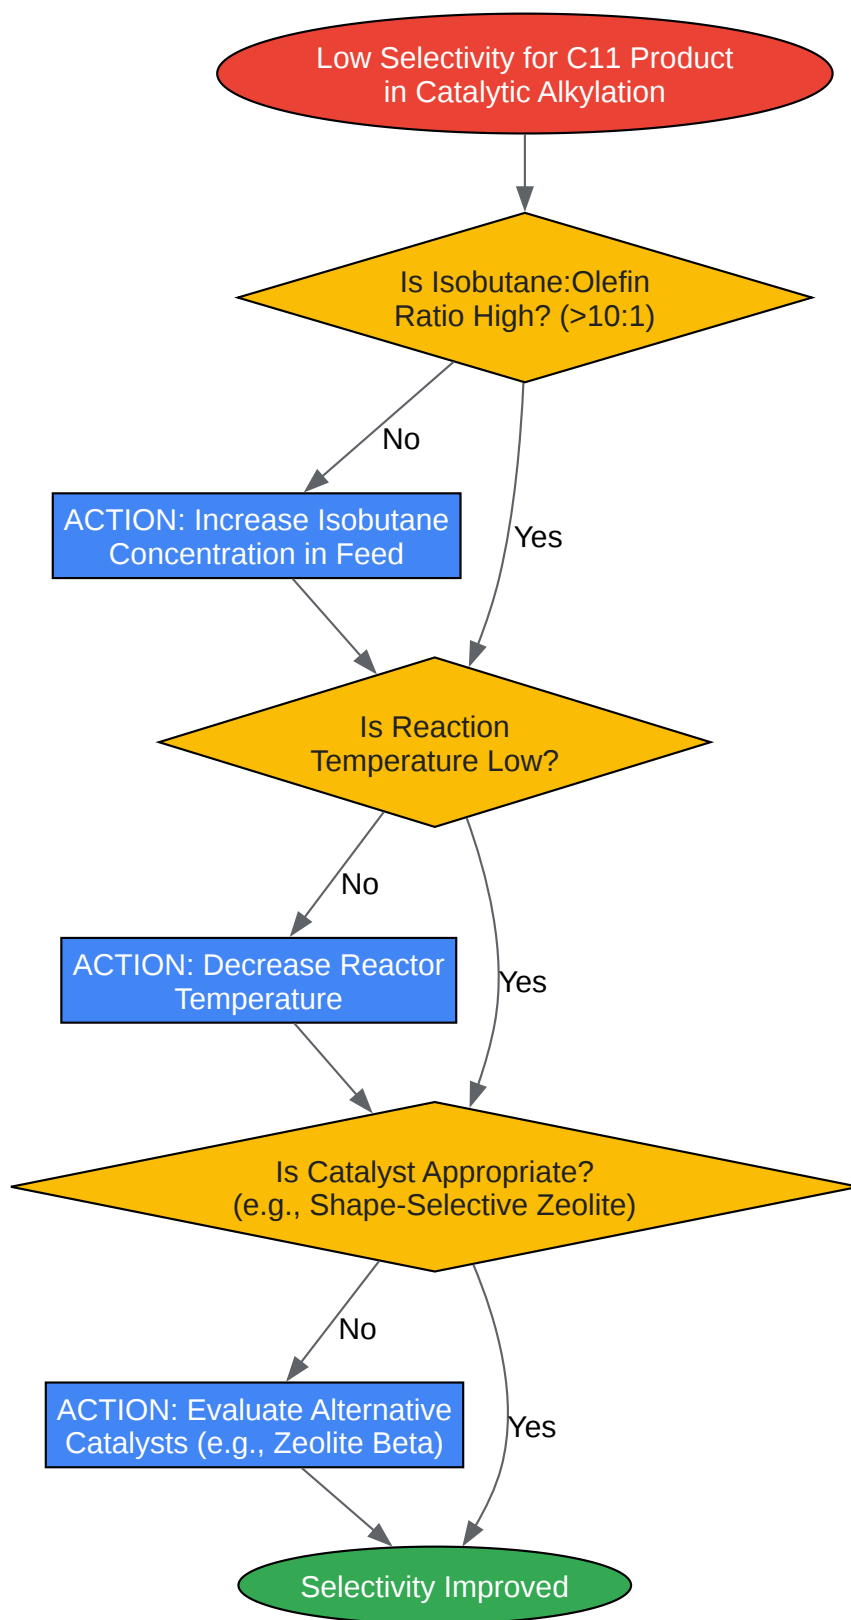 Low Selectivity for C11 Product
in Catalytic Alkylation
Is Isobutane:Olefin
Ratio High? (>10:1)
No
ACTION: Increase Isobutane
Concentration in Feed
Yes
Is Reaction
Temperature Low?
No
ACTION: Decrease Reactor
Temperature
Yes
Is Catalyst Appropriate?
(e.g., Shape-Selective Zeolite)
No
ACTION: Evaluate Alternative
Catalysts (e.g., Zeolite Beta)
Yes
Selectivity Improved